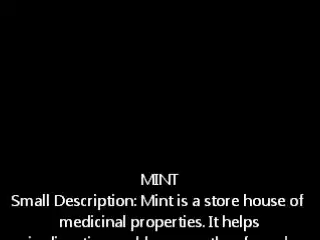 MINT
Small Description: Mint is a store house of
medicinal properties. It helps